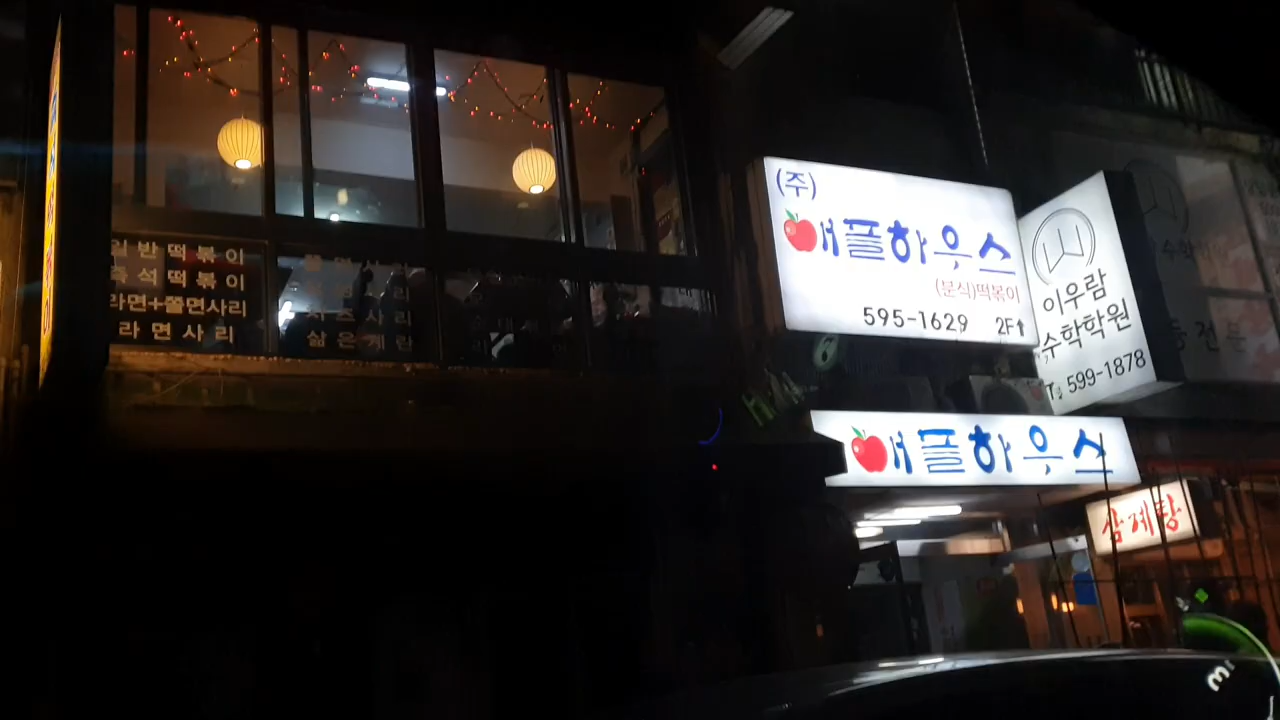 일반떡볶이
즉석떡볶이
라면+쫄면사리
라면사리
치즈사리
삶은계란
(주)
애플하우스
(분식)떡볶이
595-1629 2F↑
이우람
수학학원
T. 599-1878
애플하우스
삼계탕